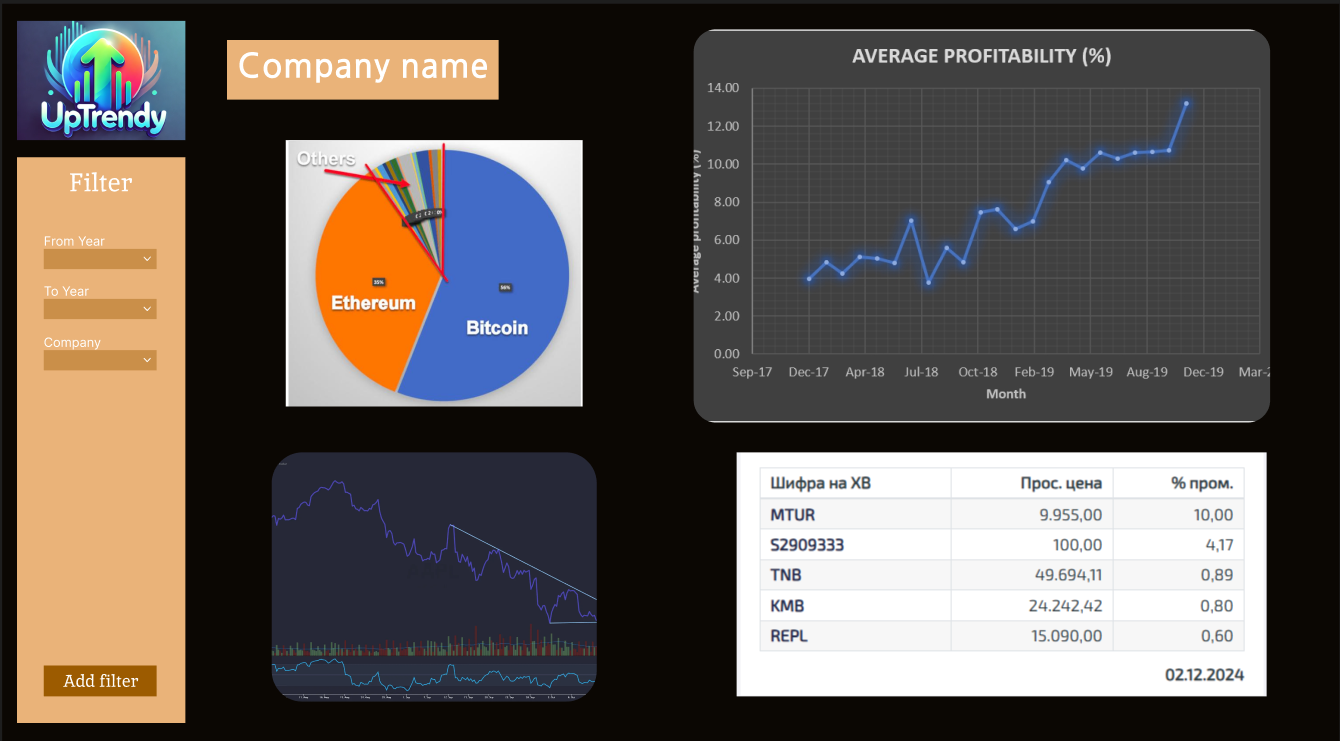 UpTrendy
Filter
From Year
To Year
Company
Add filter
Company name
Others
35%
Ethereum
56%
Bitcoin
AVERAGE PROFITABILITY (%)
Average profitability (%)
14.00
12.00
10.00
8.00
6.00
4.00
2.00
0.00
Sep-17 Dec-17 Apr-18 Jul-18 Oct-18 Feb-19 May-19 Aug-19 Dec-19 Mar-2
Month
Шифра на ХВ Прос. цена % пром.
MTUR 9.955,00 10,00
S2909333 100,00 4,17
TNB 49.694,11 0,89
KMB 24.242,42 0,80
REPL 15.090,00 0,60
02.12.2024